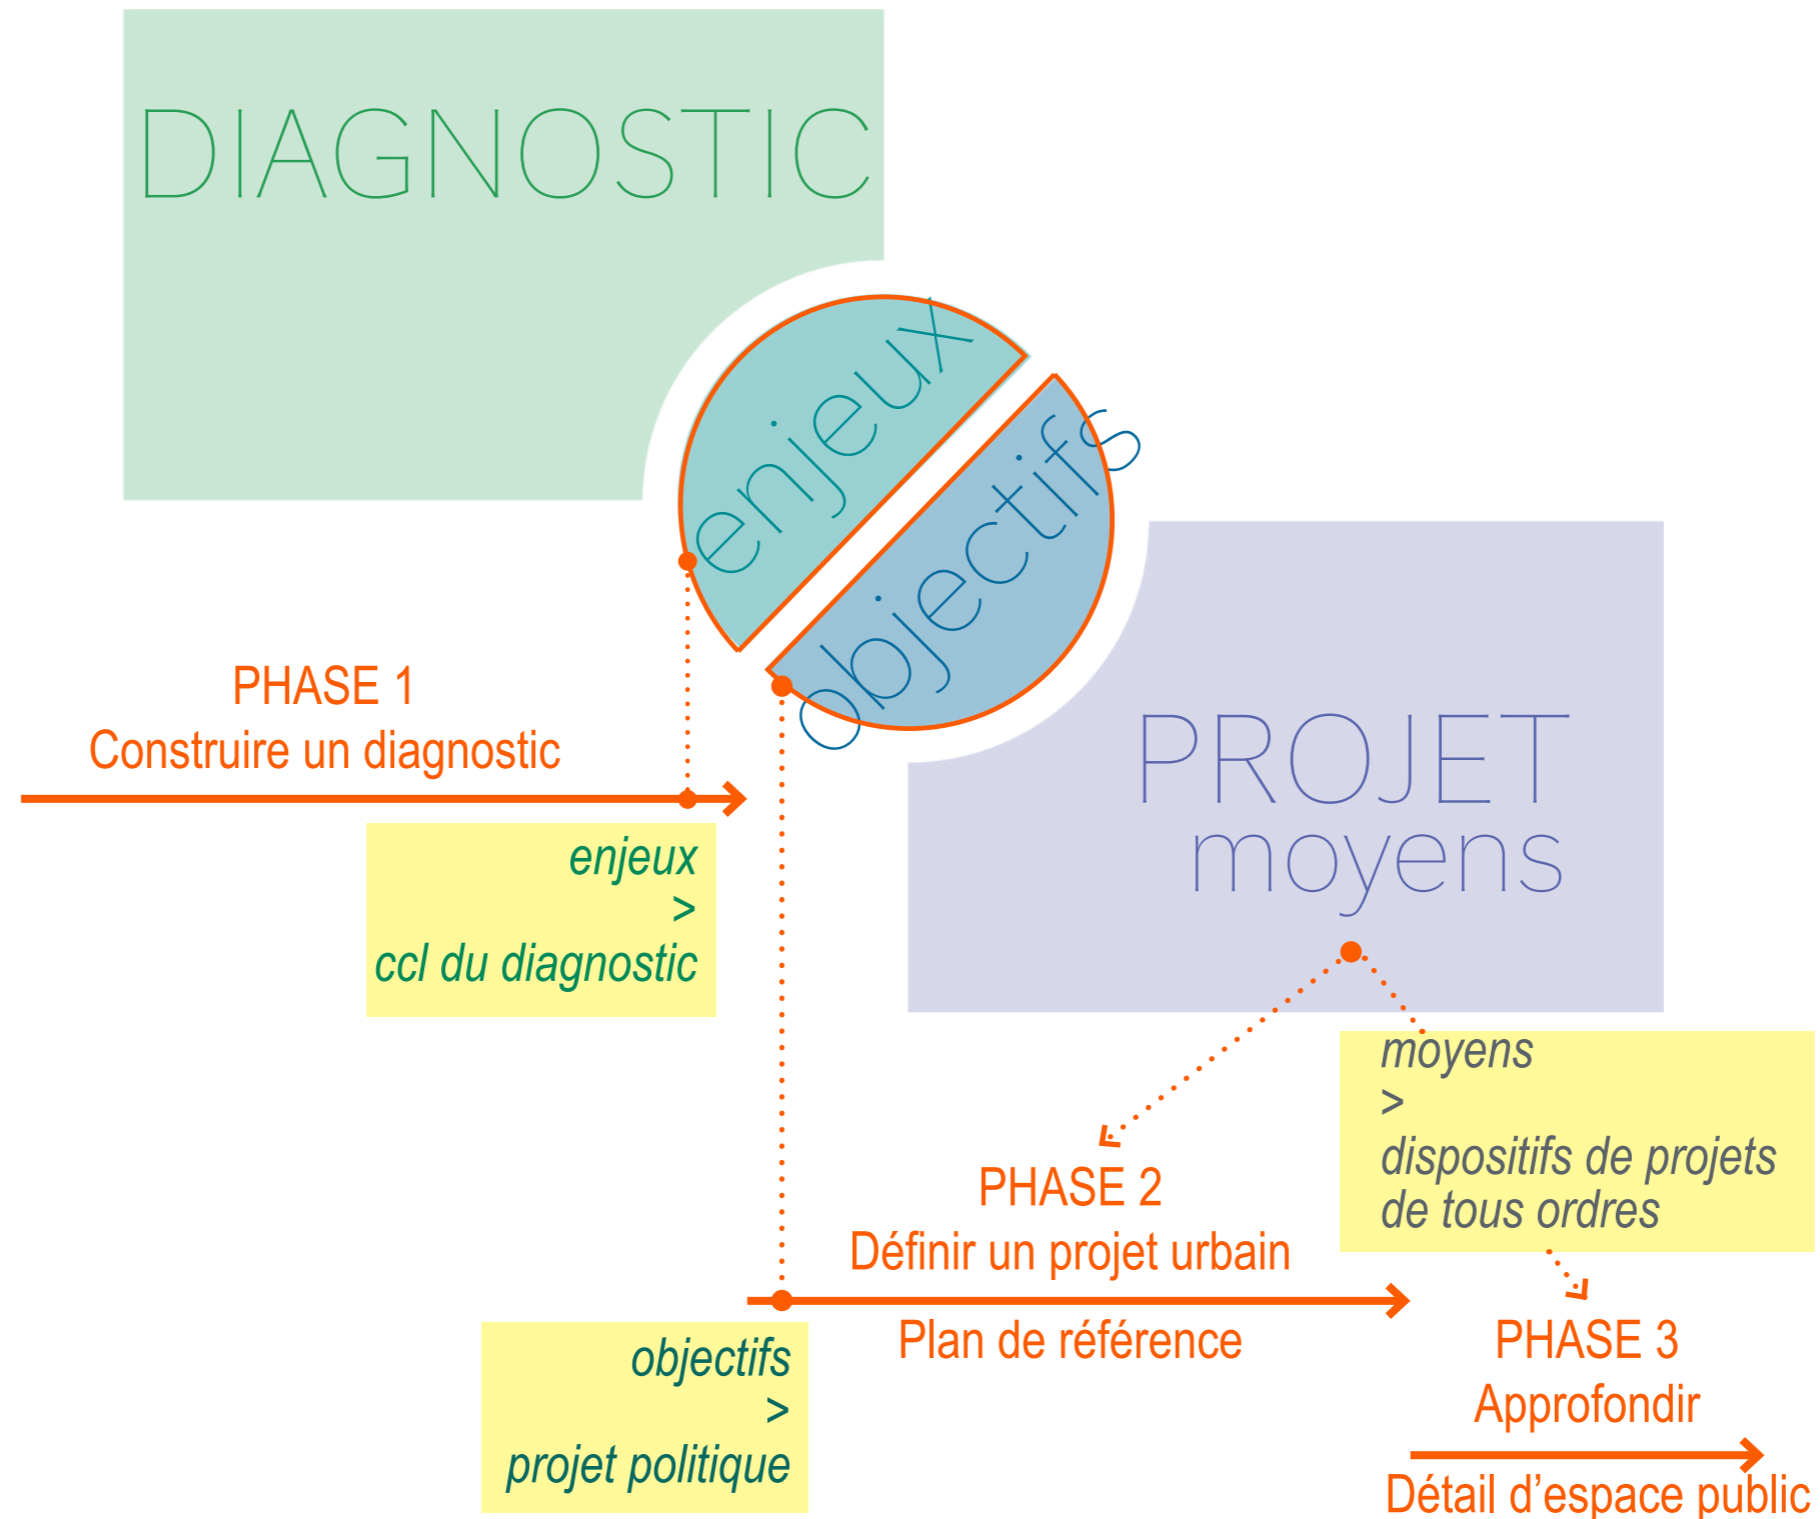 DIAGNOSTIC
enjeux
objectifs
PROJET
moyens
PHASE 1
Construire un diagnostic
enjeux
>
ccl du diagnostic
moyens
>
dispositifs de projets
de tous ordres
PHASE 2
Définir un projet urbain
Plan de référence
objectifs
>
projet politique
PHASE 3
Approfondir
Détail d’espace public